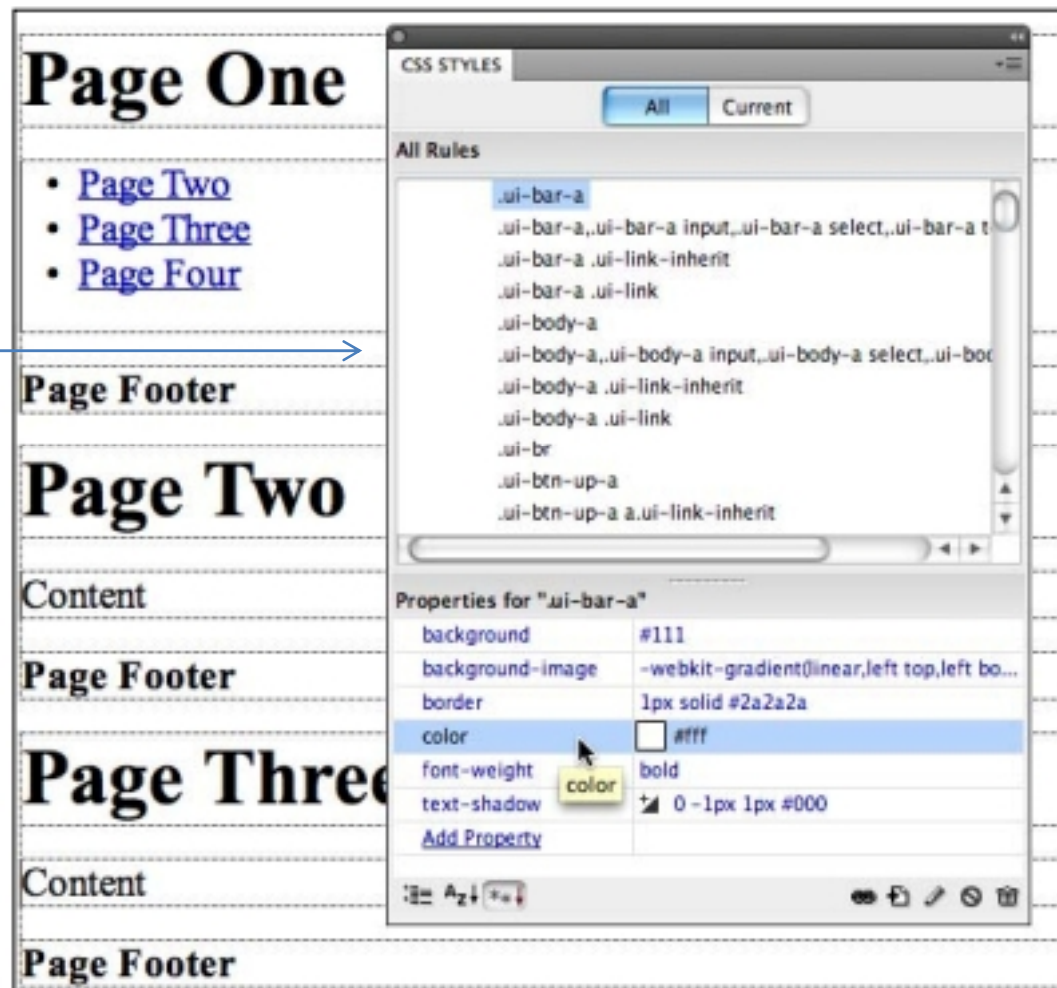 Page One
• Page Two
• Page Three
• Page Four
Page Footer
Page Two
Content
Page Footer
Page Three
Content
Page Footer
CSS STYLES
All Current
All Rules
.ui-bar-a
.ui-bar-a,.ui-bar-a input,.ui-bar-a select,.ui-bar-a t
.ui-bar-a .ui-link-inherit
.ui-bar-a .ui-link
.ui-body-a
.ui-body-a,.ui-body-a input,.ui-body-a select,.ui-bod
.ui-body-a .ui-link-inherit
.ui-body-a .ui-link
.ui-br
.ui-btn-up-a
.ui-btn-up-a a.ui-link-inherit
Properties for ".ui-bar-a"
background #111
background-image -webkit-gradient(linear,left top,left bo...
border 1px solid #2a2a2a
color #fff
font-weight bold
color
text-shadow 0 -1px 1px #000
Add Property